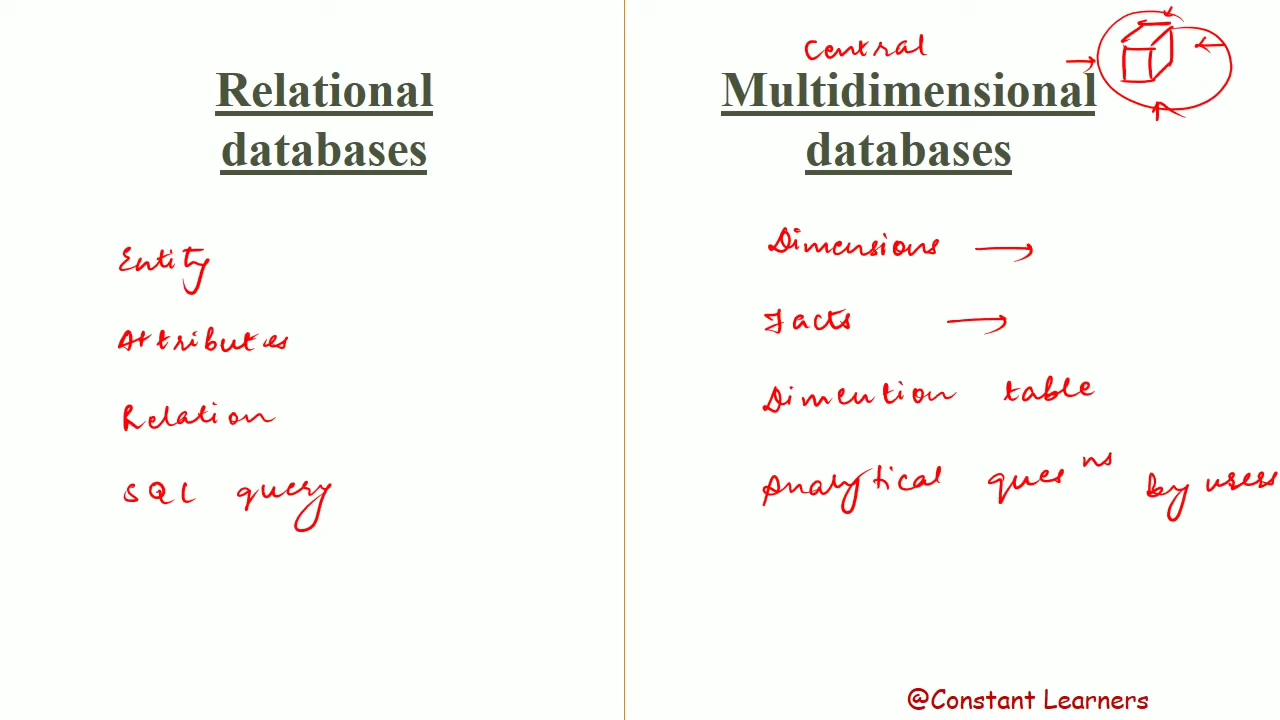 Relational
databases
Entity
Attributes
Relation
SQL query
Central
Multidimensional
databases
Dimensions
Facts
Dimention table
Analytical ques ns by users
@Constant Learners